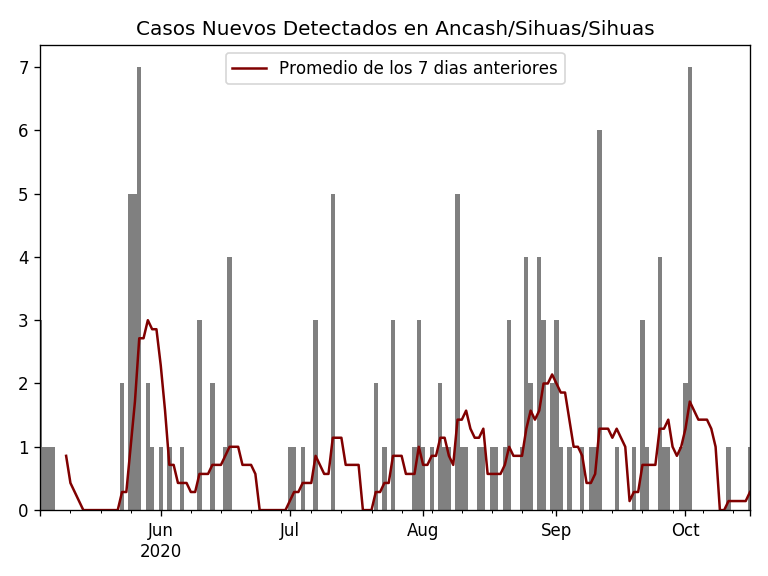 Casos Nuevos Detectados en Ancash/Sihuas/Sihuas
Promedio de los 7 dias anteriores
7
6
5
4
3
2
1
0
Jun
2020
Jul
Aug
Sep
Oct